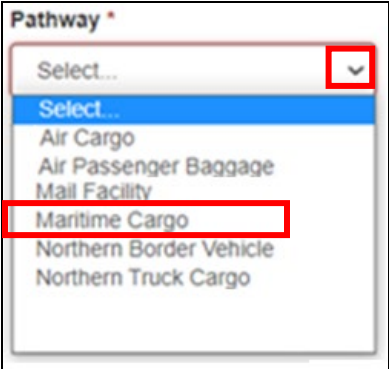 Pathway *
Select...
Select...
Air Cargo
Air Passenger Baggage
Mail Facility
Maritime Cargo
Northern Border Vehicle
Northern Truck Cargo